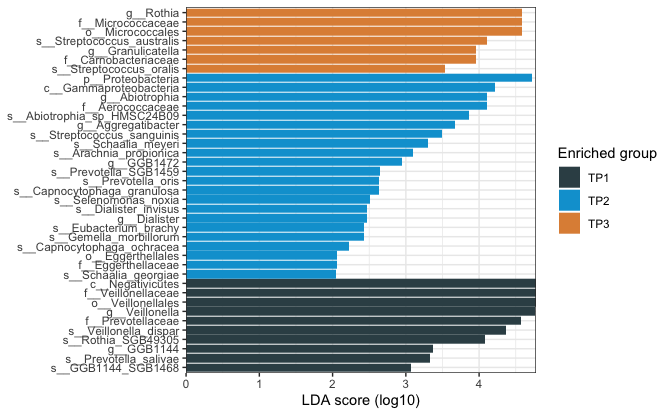 g__Rothia
f__Micrococcaceae
o__Micrococcales
s__Streptococcus_australis
g__Granulicatella
f__Carnobacteriaceae
s__Streptococcus_oralis
p__Proteobacteria
c__Gammaproteobacteria
g__Abiotrophia
f__Aerococcaceae
s__Abiotrophia_sp_HMSC24B09
g__Aggregatibacter
s__Streptococcus_sanguinis
s__Schaalia_meyeri
s__Arachnia_propionica
g__GGB1472
s__Prevotella_SGB1459
s__Prevotella_oris
s__Capnocytophaga_granulosa
s__Selenomonas_noxia
s__Dialister_invisus
g__Dialister
s__Eubacterium_brachy
s__Gemella_morbillorum
s__Capnocytophaga_ochracea
o__Eggerthellales
f__Eggerthellaceae
s__Schaalia_georgiae
c__Negativicutes
f__Veillonellaceae
o__Veillonellales
g__Veillonella
f__Prevotellaceae
s__Veillonella_dispar
s__Rothia_SGB49305
g__GGB1144
s__Prevotella_salivae
s__GGB1144_SGB1468
0 1 2 3 4
LDA score (log10)
Enriched group
TP1
TP2
TP3